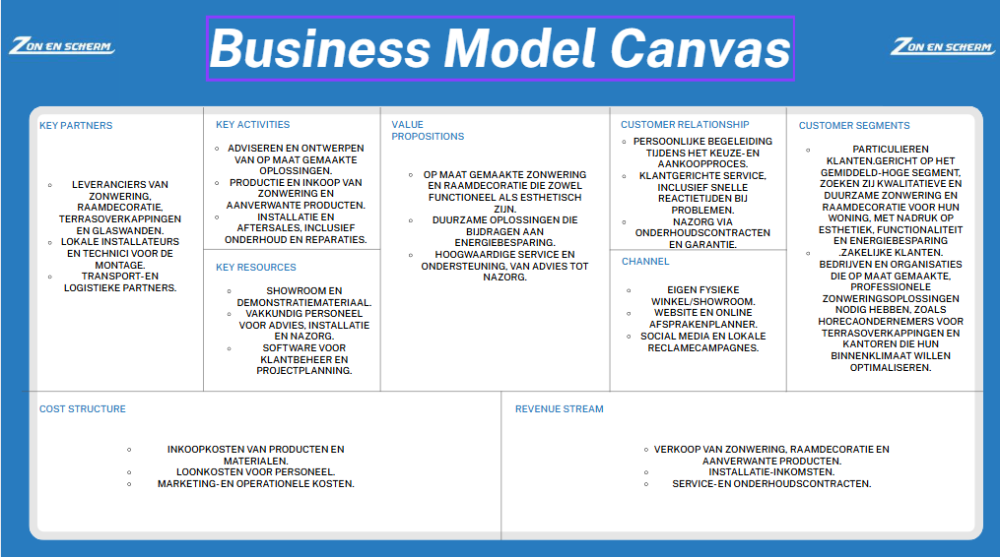 ZON EN SCHERM
Business Model Canvas
ZON EN SCHERM
KEY PARTNERS
LEVERANCIERS VAN
ZONWERING,
RAAMDECORATIE,
TERRASOVERKAPPINGEN
EN GLASWANDEN.
LOKALE INSTALLATEURS
EN TECHNICI VOOR DE
MONTAGE.
TRANSPORT- EN
LOGISTIEKE PARTNERS.
KEY ACTIVITIES
ADVISEREN EN ONTWERPEN
VAN OP MAAT GEMAAKTE
OPLOSSINGEN.
PRODUCTIE EN INKOOP VAN
ZONWERING EN
AANVERWANTE PRODUCTEN.
INSTALLATIE EN
AFTERSALES, INCLUSIEF
ONDERHOUD EN REPARATIES.
KEY RESOURCES
SHOWROOM EN
DEMONSTRATIEMATERIAAL.
VAKKUNDIG PERSONEEL
VOOR ADVIES, INSTALLATIE
EN NAZORG.
SOFTWARE VOOR
KLANTBEHEER EN
PROJECTPLANNING.
VALUE
PROPOSITIONS
OP MAAT GEMAAKTE ZONWERING
EN RAAMDECORATIE DIE ZOWEL
FUNCTIONEEL ALS ESTHETISCH
ZIJN.
DUURZAME OPLOSSINGEN DIE
BIJDRAGEN AAN
ENERGIEBESPARING.
HOOGWAARDIGE SERVICE EN
ONDERSTEUNING, VAN ADVIES TOT
NAZORG.
CUSTOMER RELATIONSHIP
PERSOONLIJKE BEGELEIDING
TIJDENS HET KEUZE- EN
AANKOOPPROCES.
KLANTGERICHTE SERVICE,
INCLUSIEF SNELLE
REACTIETIJDEN BIJ
PROBLEMEN.
NAZORG VIA
ONDERHOUDSCONTRACTEN
EN GARANTIE.
CHANNEL
EIGEN FYSIEKE
WINKEL/SHOWROOM.
WEBSITE EN ONLINE
AFSPRAKENPLANNER.
SOCIAL MEDIA EN LOKALE
RECLAMECAMPAGNES.
CUSTOMER SEGMENTS
PARTICULIEREN
KLANTEN.GERICHT OP HET
GEMIDDELD-HOGE SEGMENT,
ZOEKEN ZIJ KWALITATIEVE EN
DUURZAME ZONWERING EN
RAAMDECORATIE VOOR HUN
WONING, MET NADRUK OP
ESTHETIEK, FUNCTIONALITEIT
EN ENERGIEBESPARING
.ZAKELIJKE KLANTEN.
BEDRIJVEN EN ORGANISATIES
DIE OP MAAT GEMAAKTE,
PROFESSIONELE
ZONWERINGSOPLOSSINGEN
NODIG HEBBEN, ZOALS
HORECAONDERNEMERS VOOR
TERRASOVERKAPPINGEN EN
KANTOREN DIE HUN
BINNENKLIMAAT WILLEN
OPTIMALISEREN.
COST STRUCTURE
INKOOPKOSTEN VAN PRODUCTEN EN
MATERIALEN.
LOONKOSTEN VOOR PERSONEEL.
MARKETING- EN OPERATIONELE KOSTEN.
REVENUE STREAM
VERKOOP VAN ZONWERING, RAAMDECORATIE EN
AANVERWANTE PRODUCTEN.
INSTALLATIE-INKOMSTEN.
SERVICE- EN ONDERHOUDSCONTRACTEN.